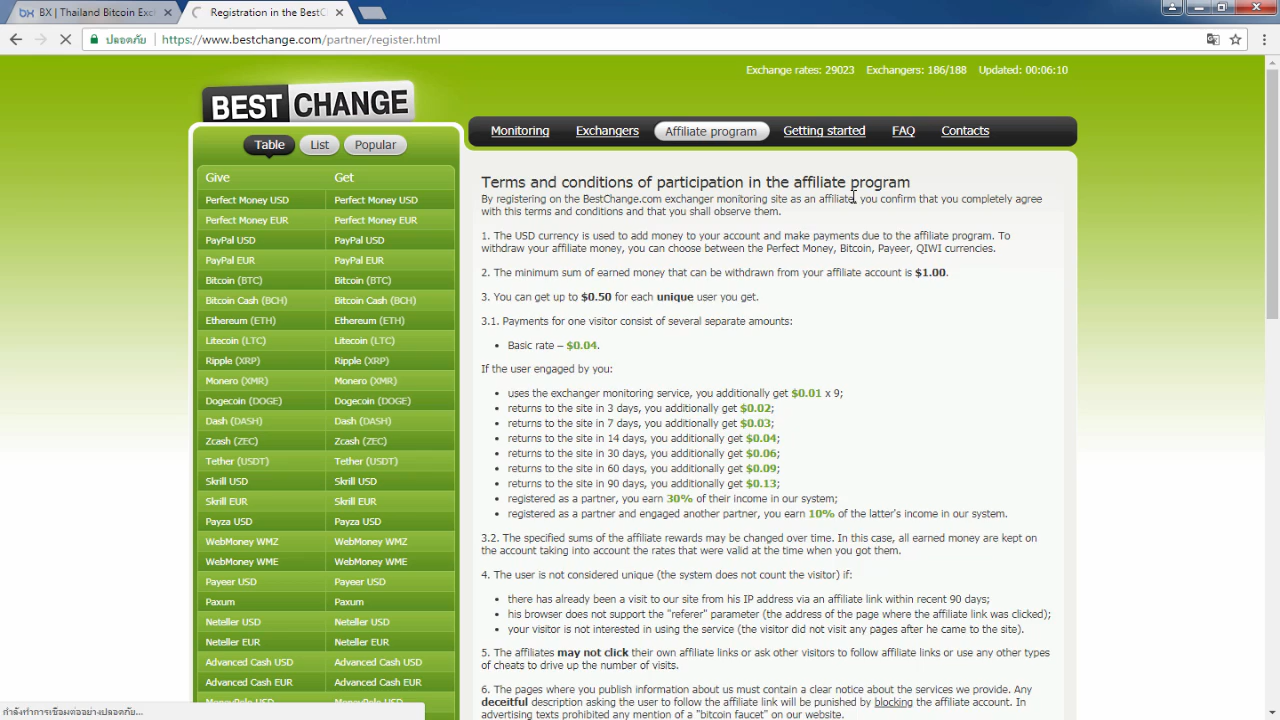 BX | Thailand Bitcoin Exc
Registration in the BestC
ปลอดภัย
https://www.bestchange.com/partner/register.html
Exchange rates: 29023 Exchangers: 186/188 Updated: 00:06:10
BEST CHANGE
Monitoring Exchangers Affiliate program Getting started FAQ Contacts
Table List Popular
Give Get
Perfect Money USD Perfect Money USD
Perfect Money EUR Perfect Money EUR
PayPal USD PayPal USD
PayPal EUR PayPal EUR
Bitcoin (BTC) Bitcoin (BTC)
Bitcoin Cash (BCH) Bitcoin Cash (BCH)
Ethereum (ETH) Ethereum (ETH)
Litecoin (LTC) Litecoin (LTC)
Ripple (XRP) Ripple (XRP)
Monero (XMR) Monero (XMR)
Dogecoin (DOGE) Dogecoin (DOGE)
Dash (DASH) Dash (DASH)
Zcash (ZEC) Zcash (ZEC)
Tether (USDT) Tether (USDT)
Skrill USD Skrill USD
Skrill EUR Skrill EUR
Payza USD Payza USD
WebMoney WMZ WebMoney WMZ
WebMoney WME WebMoney WME
Payeer USD Payeer USD
Paxum Paxum
Neteller USD Neteller USD
Neteller EUR Neteller EUR
Advanced Cash USD Advanced Cash USD
Advanced Cash EUR Advanced Cash EUR
MoneyPolo USD MoneyPolo USD
Terms and conditions of participation in the affiliate program
By registering on the BestChange.com exchanger monitoring site as an affiliate, you confirm that you completely agree
with this terms and conditions and that you shall observe them.
1. The USD currency is used to add money to your account and make payments due to the affiliate program. To
withdraw your affiliate money, you can choose between the Perfect Money, Bitcoin, Payeer, QIWI currencies.
2. The minimum sum of earned money that can be withdrawn from your affiliate account is $1.00.
3. You can get up to $0.50 for each unique user you get.
3.1. Payments for one visitor consist of several separate amounts:
• Basic rate – $0.04.
If the user engaged by you:
• uses the exchanger monitoring service, you additionally get $0.01 x 9;
• returns to the site in 3 days, you additionally get $0.02;
• returns to the site in 7 days, you additionally get $0.03;
• returns to the site in 14 days, you additionally get $0.04;
• returns to the site in 30 days, you additionally get $0.06;
• returns to the site in 60 days, you additionally get $0.09;
• returns to the site in 90 days, you additionally get $0.13;
• registered as a partner, you earn 30% of their income in our system;
• registered as a partner and engaged another partner, you earn 10% of the latter's income in our system.
3.2. The specified sums of the affiliate rewards may be changed over time. In this case, all earned money are kept on
the account taking into account the rates that were valid at the time when you got them.
4. The user is not considered unique (the system does not count the visitor) if:
• there has already been a visit to our site from his IP address via an affiliate link within recent 90 days;
• his browser does not support the "referer" parameter (the address of the page where the affiliate link was clicked);
• your visitor is not interested in using the service (the visitor did not visit any pages after he came to the site).
5. The affiliates may not click their own affiliate links or ask other visitors to follow affiliate links or use any other types
of cheats to drive up the number of visits.
6. The pages where you publish information about us must contain a clear notice about the services we provide. Any
deceitful description asking the user to follow the affiliate link will be punished by blocking the affiliate account. In
advertising texts prohibited any mention of a "bitcoin faucet" on our website.
กำลังทำการเชื่อมต่ออย่างปลอดภัย...